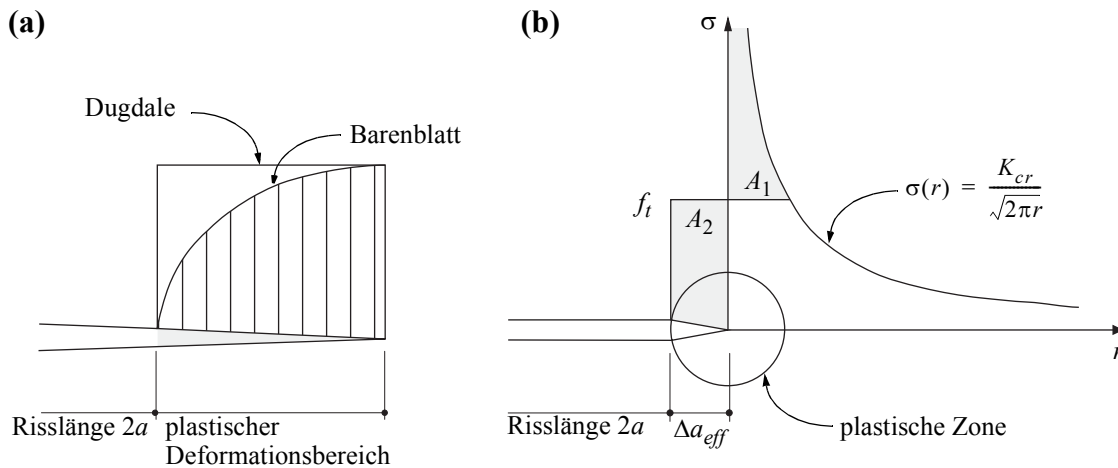 (a)
Dugdale
Barenblatt
Risslänge 2a
plastischer
Deformationsbereich
(b)
σ
A₁
f_t
A₂
σ(r) = K_cr / √(2πr)
r
Risslänge 2a
Δa_eff
plastische Zone